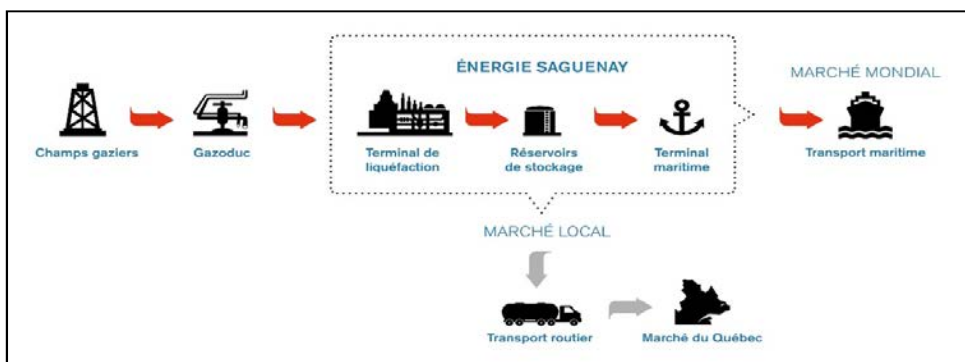 ÉNERGIE SAGUENAY
MARCHÉ MONDIAL
Champs gaziers
Gazoduc
Terminal de
liquéfaction
Réservoirs
de stockage
Terminal
maritime
Transport maritime
MARCHÉ LOCAL
Transport routier
Marché du Québec